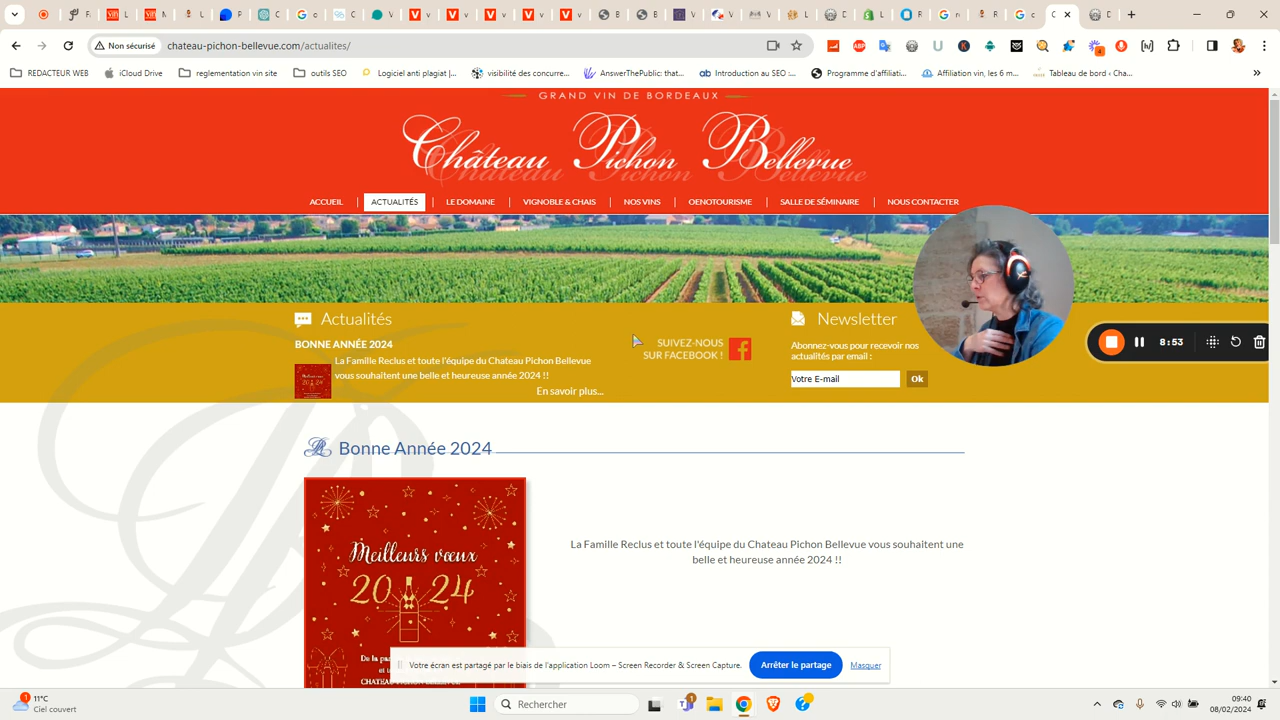 Non sécurisé
chateau-pichon-bellevue.com/actualites/
REDACTEUR WEB
iCloud Drive
reglementation vin site
outils SEO
Logiciel anti plagiat |...
visibilité des concurre...
AnswerThePublic: that...
Introduction au SEO :...
Programme d'affiliati...
Affiliation vin, les 6 m...
Tableau de bord ‹ Cha...
GRAND VIN DE BORDEAUX
Château Pichon Bellevue
ACCUEIL
ACTUALITÉS
LE DOMAINE
VIGNOBLE & CHAIS
NOS VINS
OENOTOURISME
SALLE DE SÉMINAIRE
NOUS CONTACTER
Actualités
BONNE ANNÉE 2024
La Famille Reclus et toute l'équipe du Chateau Pichon Bellevue
vous souhaitent une belle et heureuse année 2024 !!
En savoir plus...
SUIVEZ-NOUS
SUR FACEBOOK !
Newsletter
Abonnez-vous pour recevoir nos
actualités par email :
Votre E-mail
Ok
8:53
Bonne Année 2024
Meilleurs vœux
2024
La Famille Reclus et toute l'équipe du Chateau Pichon Bellevue vous souhaitent une
belle et heureuse année 2024 !!
Votre écran est partagé par le biais de l'application Loom – Screen Recorder & Screen Capture.
Arrêter le partage
Masquer
11°C
Ciel couvert
Rechercher
09:40
08/02/2024